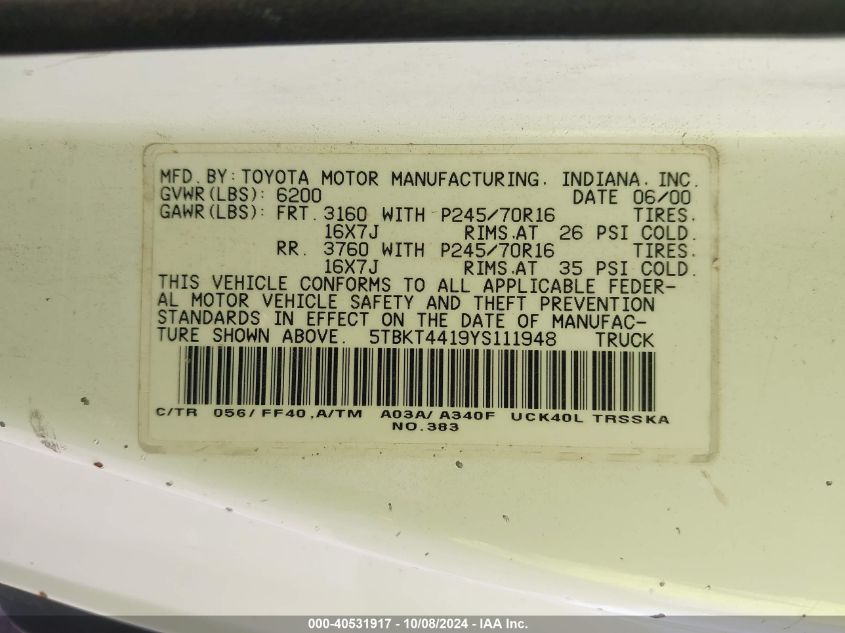 MFD. BY: TOYOTA MOTOR MANUFACTURING. INDIANA. INC.
GVWR(LBS): 6200 DATE 06/00
GAWR(LBS): FRT. 3160 WITH P245/70R16 TIRES.
16X7J RIMS.AT 26 PSI COLD.
RR. 3760 WITH P245/70R16 TIRES.
16X7J RIMS.AT 35 PSI COLD.
THIS VEHICLE CONFORMS TO ALL APPLICABLE FEDER-
AL MOTOR VEHICLE SAFETY AND THEFT PREVENTION
STANDARDS IN EFFECT ON THE DATE OF MANUFAC-
TURE SHOWN ABOVE. 5TBKT4419YS111948 TRUCK
C/TR 056/FF40,A/TM A03A/A340F UCK40L TRSSKA
NO.383
000-40531917 - 10/08/2024 - IAA Inc.